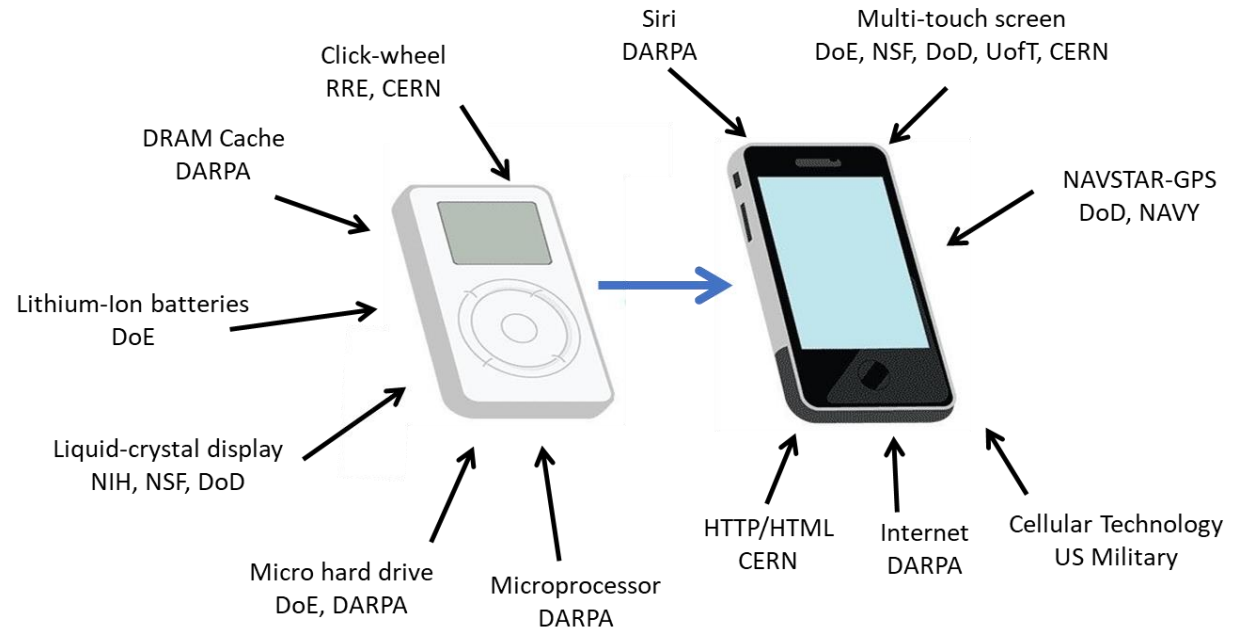 Siri
DARPA
Multi-touch screen
DoE, NSF, DoD, UofT, CERN
Click-wheel
RRE, CERN
DRAM Cache
DARPA
NAVSTAR-GPS
DoD, NAVY
Lithium-Ion batteries
DoE
Liquid-crystal display
NIH, NSF, DoD
HTTP/HTML
CERN
Internet
DARPA
Cellular Technology
US Military
Micro hard drive
DoE, DARPA
Microprocessor
DARPA